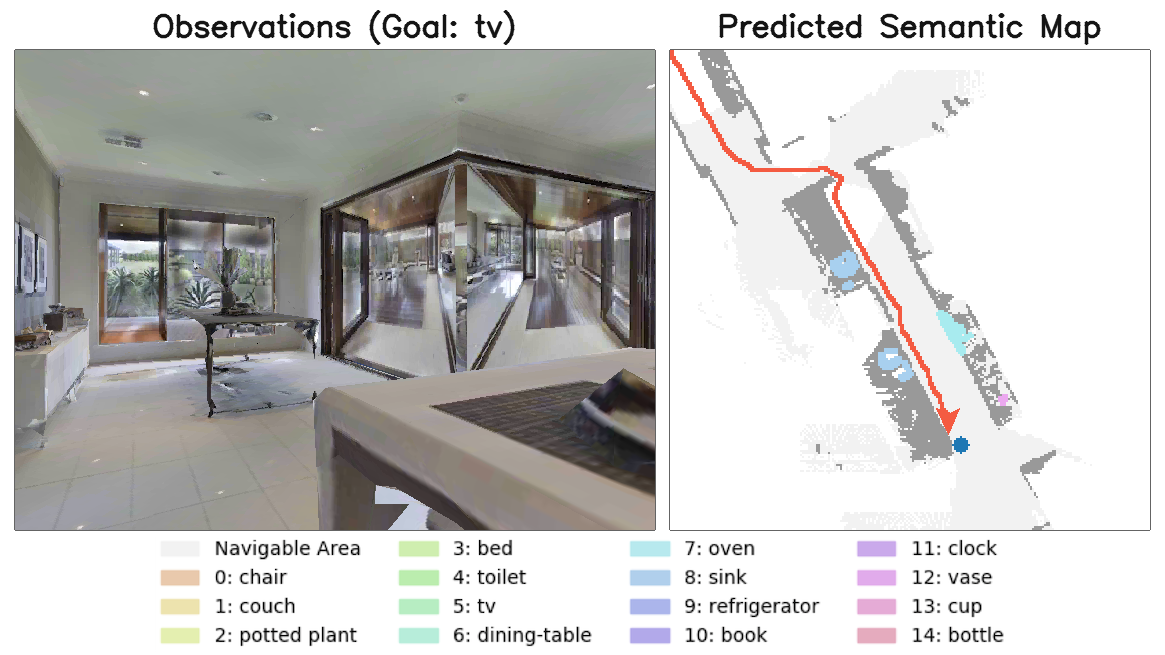 Observations (Goal: tv)
Predicted Semantic Map
Navigable Area
0: chair
1: couch
2: potted plant
3: bed
4: toilet
5: tv
6: dining-table
7: oven
8: sink
9: refrigerator
10: book
11: clock
12: vase
13: cup
14: bottle